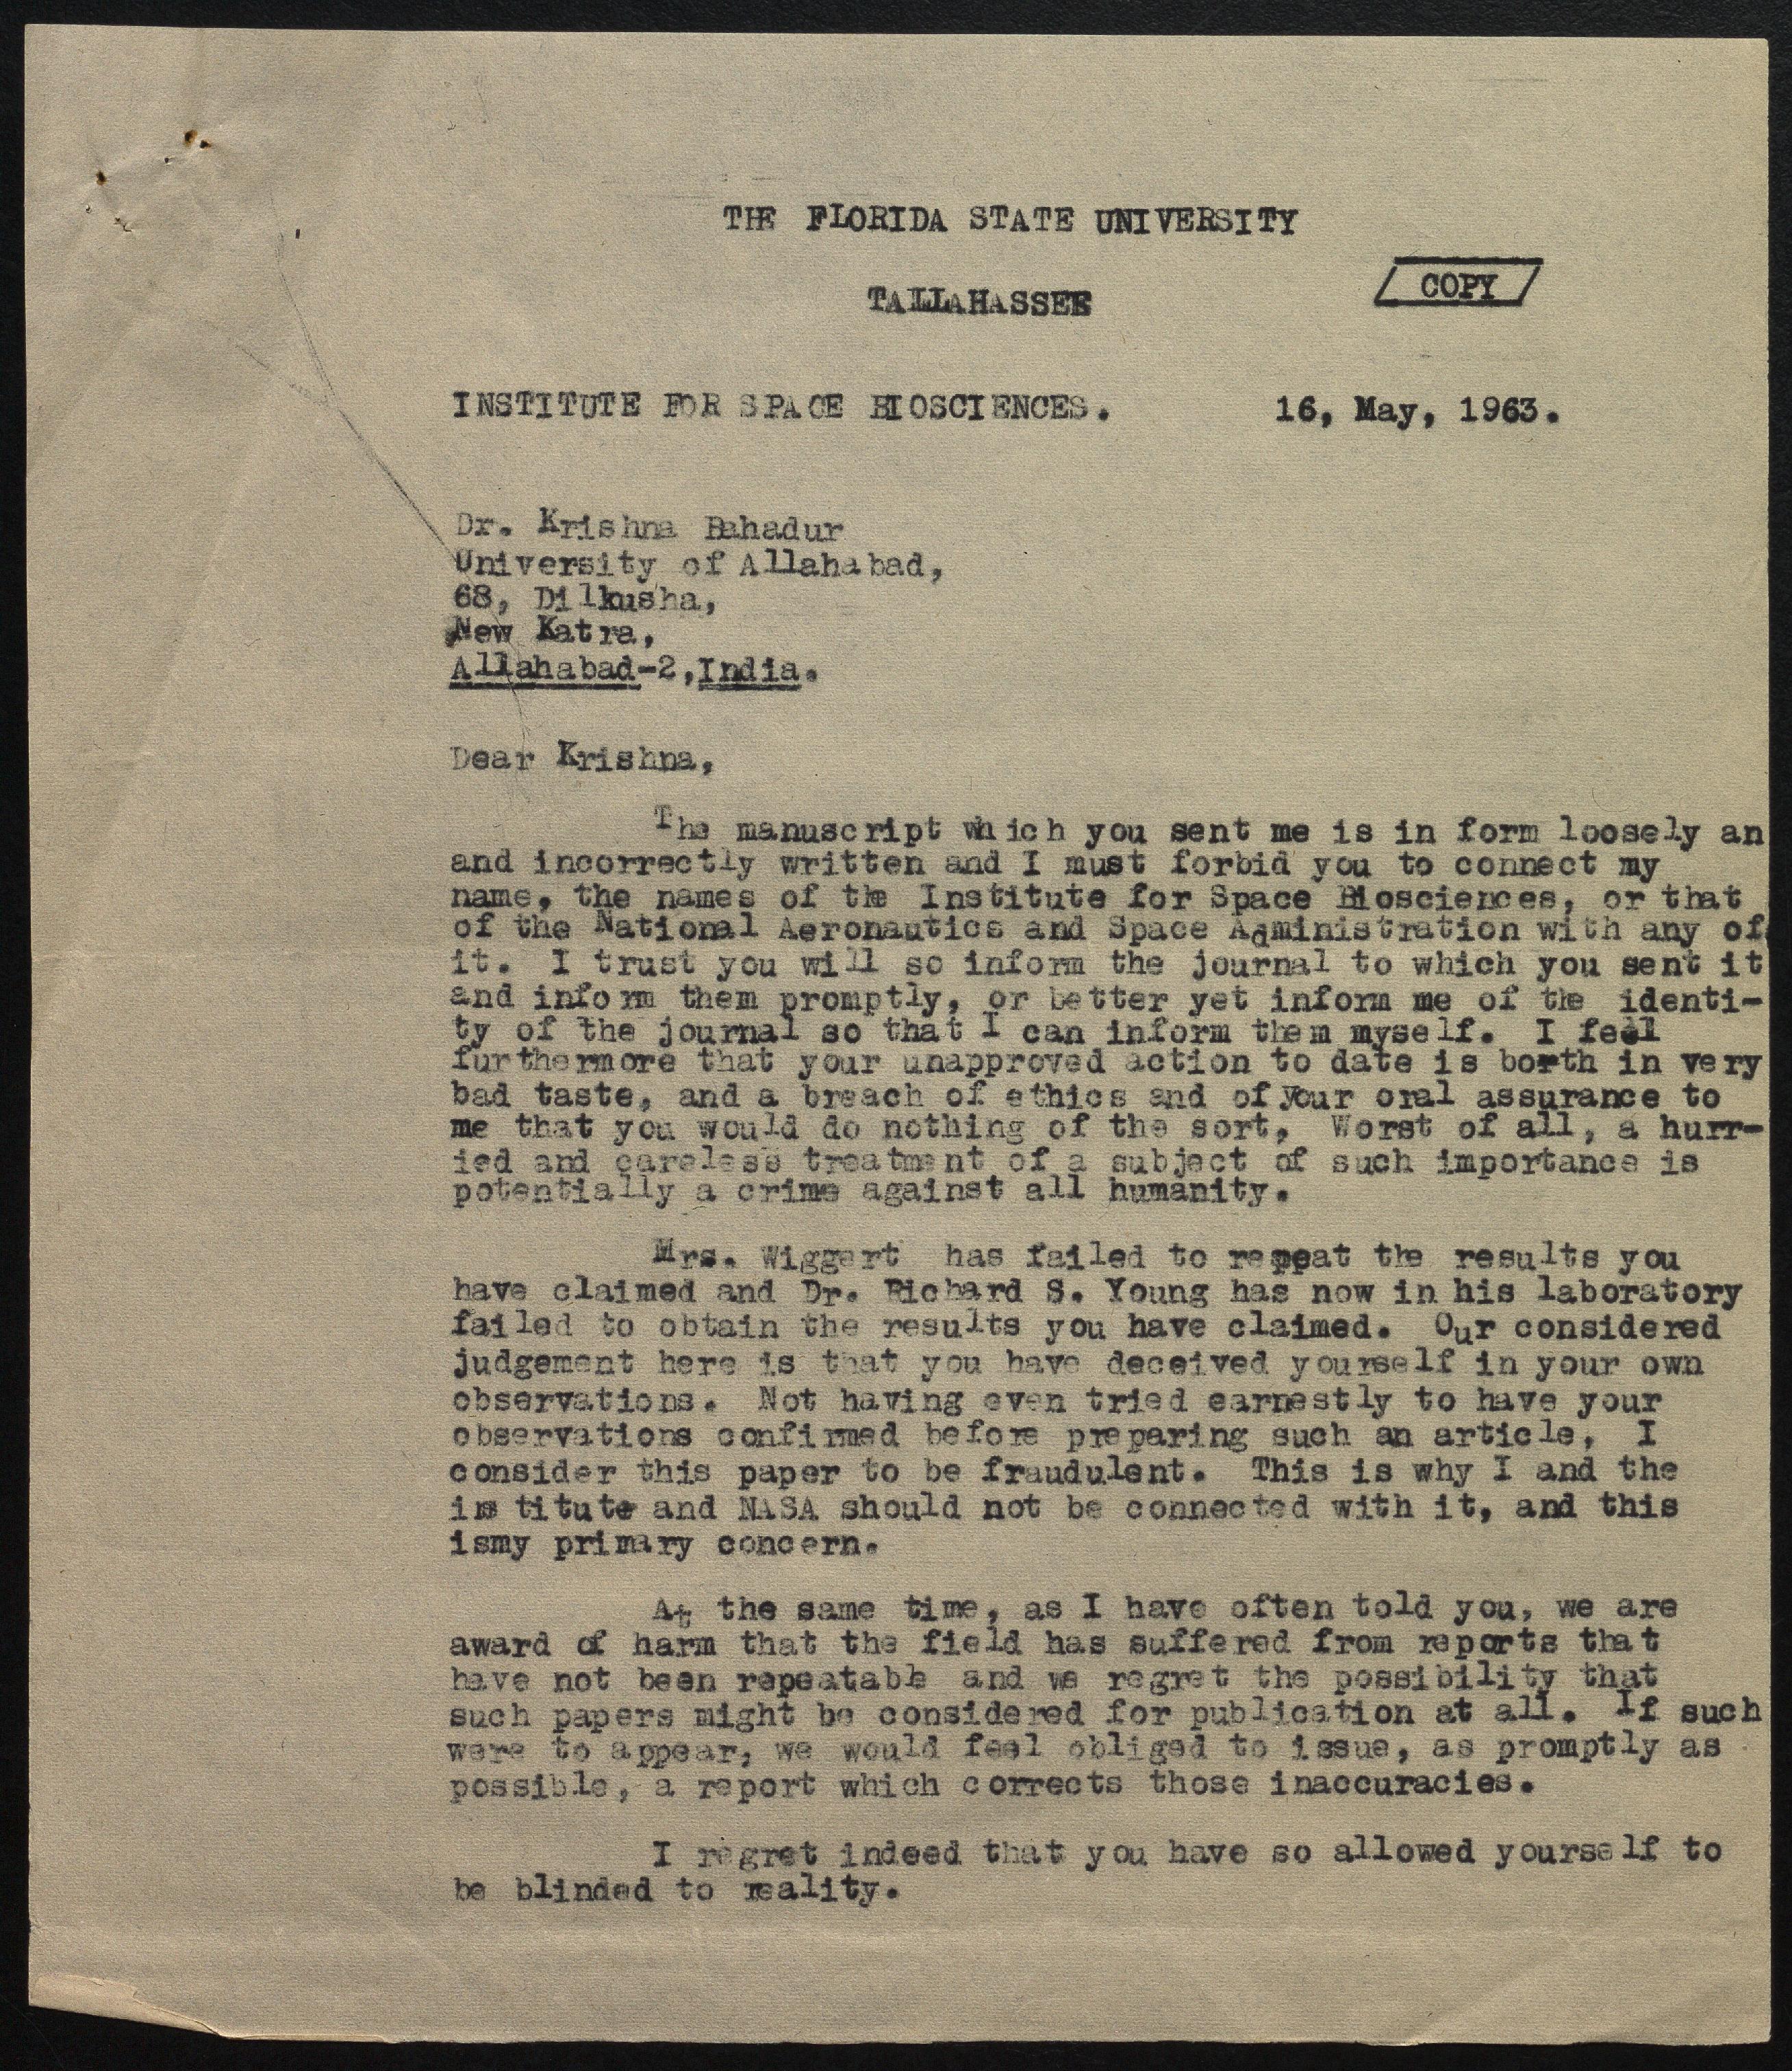 THE FLORIDA STATE UNIVERSITY
TALLAHASSEE
COPY
INSTITUTE FOR SPACE BIOSCIENCES. 16, May, 1963.
Dr. Krishna Bahadur
University of Allahabad,
68, Dilkusha,
New Katra,
Allahabad-2,India.
Dear Krishna,
The manuscript which you sent me is in form loosely an
and incorrectly written and I must forbid you to connect my
name, the names of the Institute for Space Biosciences, or that
of the National Aeronautics and Space Administration with any of
it. I trust you will so inform the journal to which you sent it
and inform them promptly, or better yet inform me of the identi-
ty of the journal so that I can inform them myself. I feel
furthermore that your unapproved action to date is borth in very
bad taste, and a breach of ethics and of your oral assurance to
me that you would do nothing of the sort, Worst of all, a hurr-
ied and careless treatment of a subject of such importance is
potentially a crime against all humanity.
Mrs. Wiggert has failed to repeat the results you
have claimed and Dr. Richard S. Young has now in his laboratory
failed to obtain the results you have claimed. Our considered
judgement here is that you have deceived yourself in your own
observations. Not having even tried earnestly to have your
observations confirmed before preparing such an article, I
consider this paper to be fraudulent. This is why I and the
institute and NASA should not be connected with it, and this
ismy primary concern.
At the same time, as I have often told you, we are
award of harm that the field has suffered from reports that
have not been repeatable and we regret the possibility that
such papers might be considered for publication at all. If such
were to appear, we would feel obliged to issue, as promptly as
possible, a report which corrects those inaccuracies.
I regret indeed that you have so allowed yourself to
be blinded to reality.